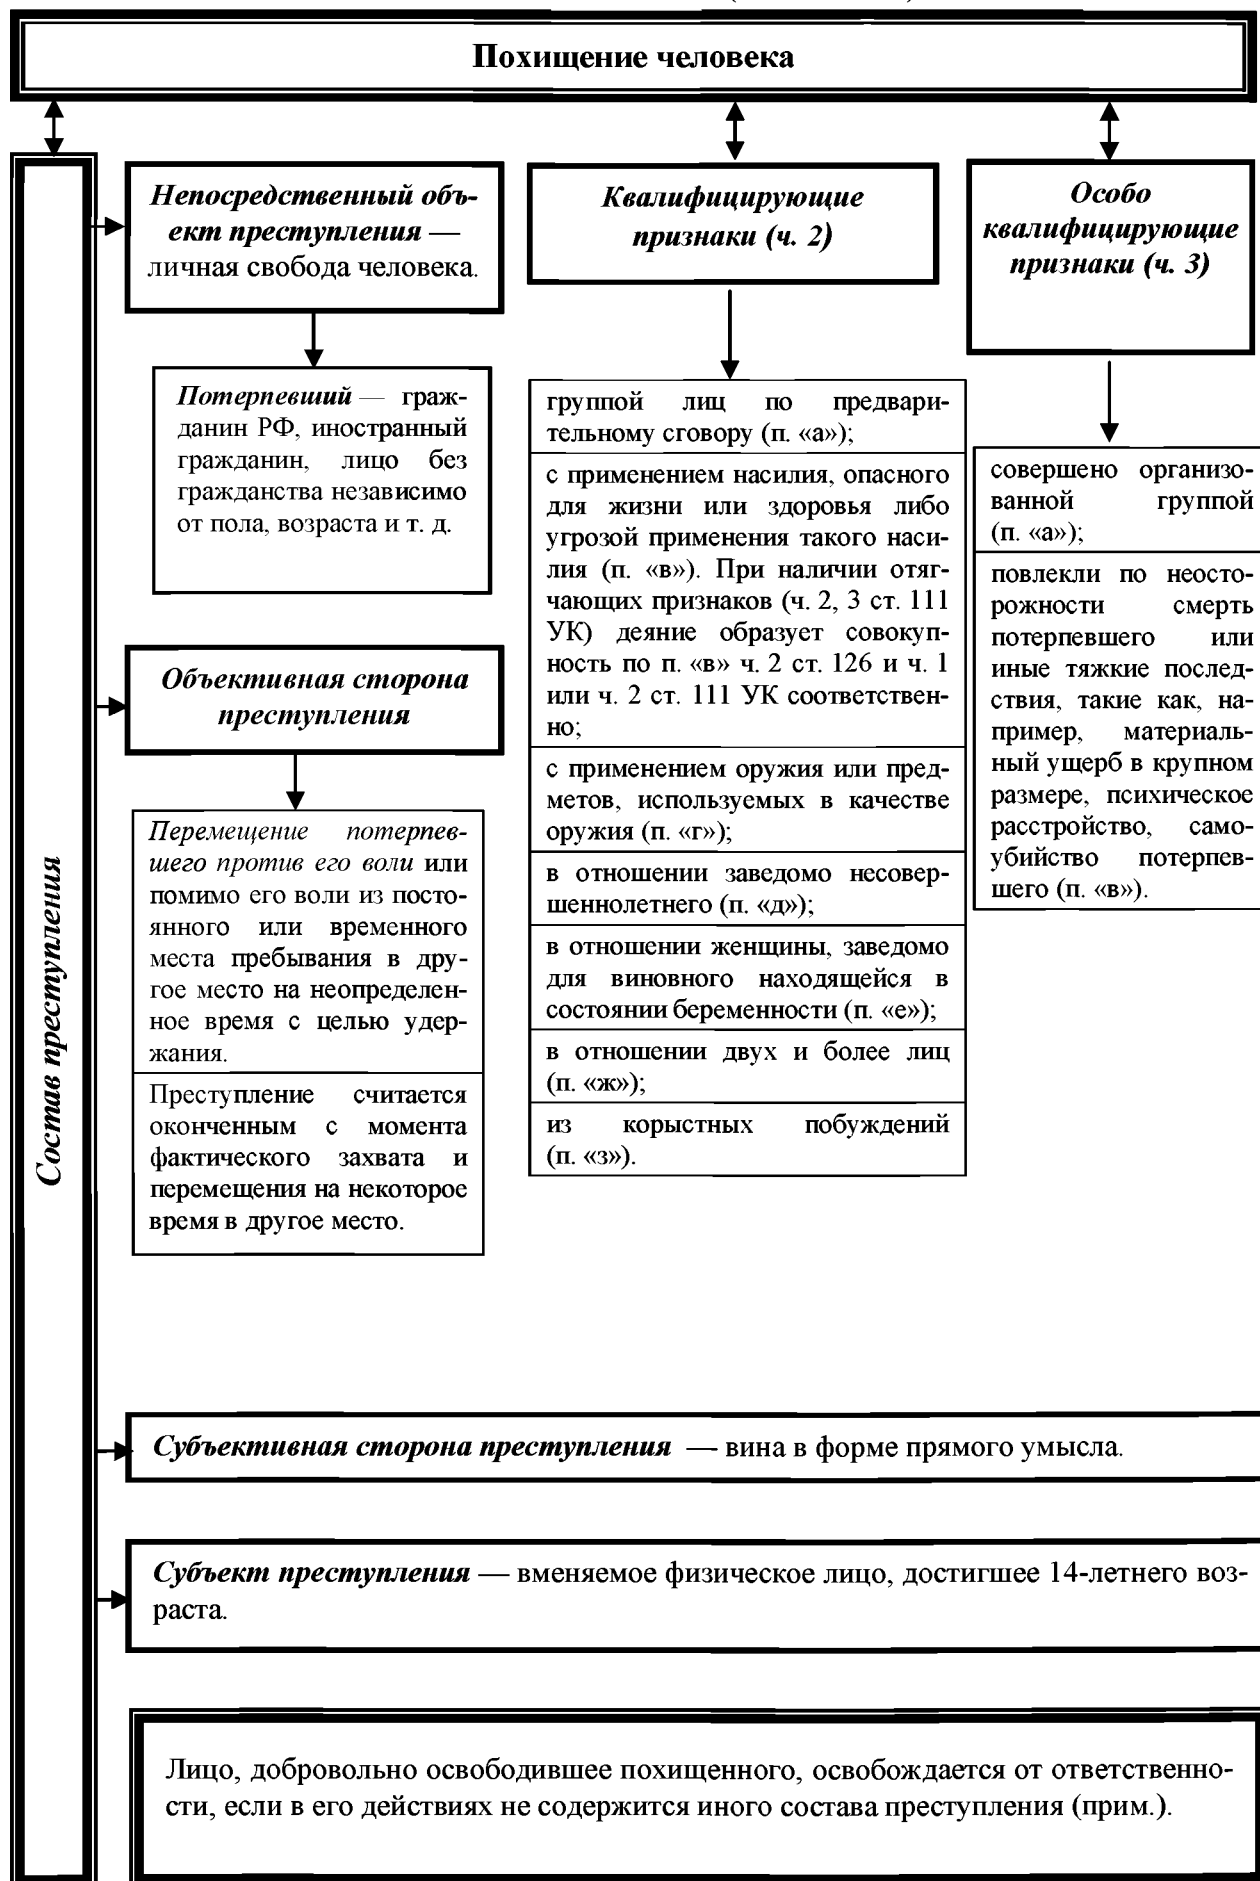 Похищение человека
Состав преступления
Непосредственный объ-
ект преступления —
личная свобода человека.
Потерпевший — граж-
данин РФ, иностранный
гражданин, лицо без
гражданства независимо
от пола, возраста и т. д.
Объективная сторона
преступления
Перемещение потерпев-
шего против его воли или
помимо его воли из посто-
янного или временного
места пребывания в дру-
гое место на неопределен-
ное время с целью удер-
жания.
Преступление считается
оконченным с момента
фактического захвата и
перемещения на некоторое
время в другое место.
Квалифицирующие
признаки (ч. 2)
группой лиц по предвари-
тельному сговору (п. «а»);
с применением насилия, опасного
для жизни или здоровья либо
угрозой применения такого наси-
лия (п. «в»). При наличии отяг-
чающих признаков (ч. 2, 3 ст. 111
УК) деяние образует совокуп-
ность по п. «в» ч. 2 ст. 126 и ч. 1
или ч. 2 ст. 111 УК соответствен-
но;
с применением оружия или пред-
метов, используемых в качестве
оружия (п. «г»);
в отношении заведомо несовер-
шеннолетнего (п. «д»);
в отношении женщины, заведомо
для виновного находящейся в
состоянии беременности (п. «е»);
в отношении двух и более лиц
(п. «ж»);
из корыстных побуждений
(п. «з»).
Особо
квалифицирующие
признаки (ч. 3)
совершено организо-
ванной группой
(п. «а»);
повлекли по неосто-
рожности смерть
потерпевшего или
иные тяжкие послед-
ствия, такие как, на-
пример, материаль-
ный ущерб в крупном
размере, психическое
расстройство, само-
убийство потерпев-
шего (п. «в»).
Субъективная сторона преступления — вина в форме прямого умысла.
Субъект преступления — вменяемое физическое лицо, достигшее 14-летнего воз-
раста.
Лицо, добровольно освободившее похищенного, освобождается от ответственно-
сти, если в его действиях не содержится иного состава преступления (прим.).